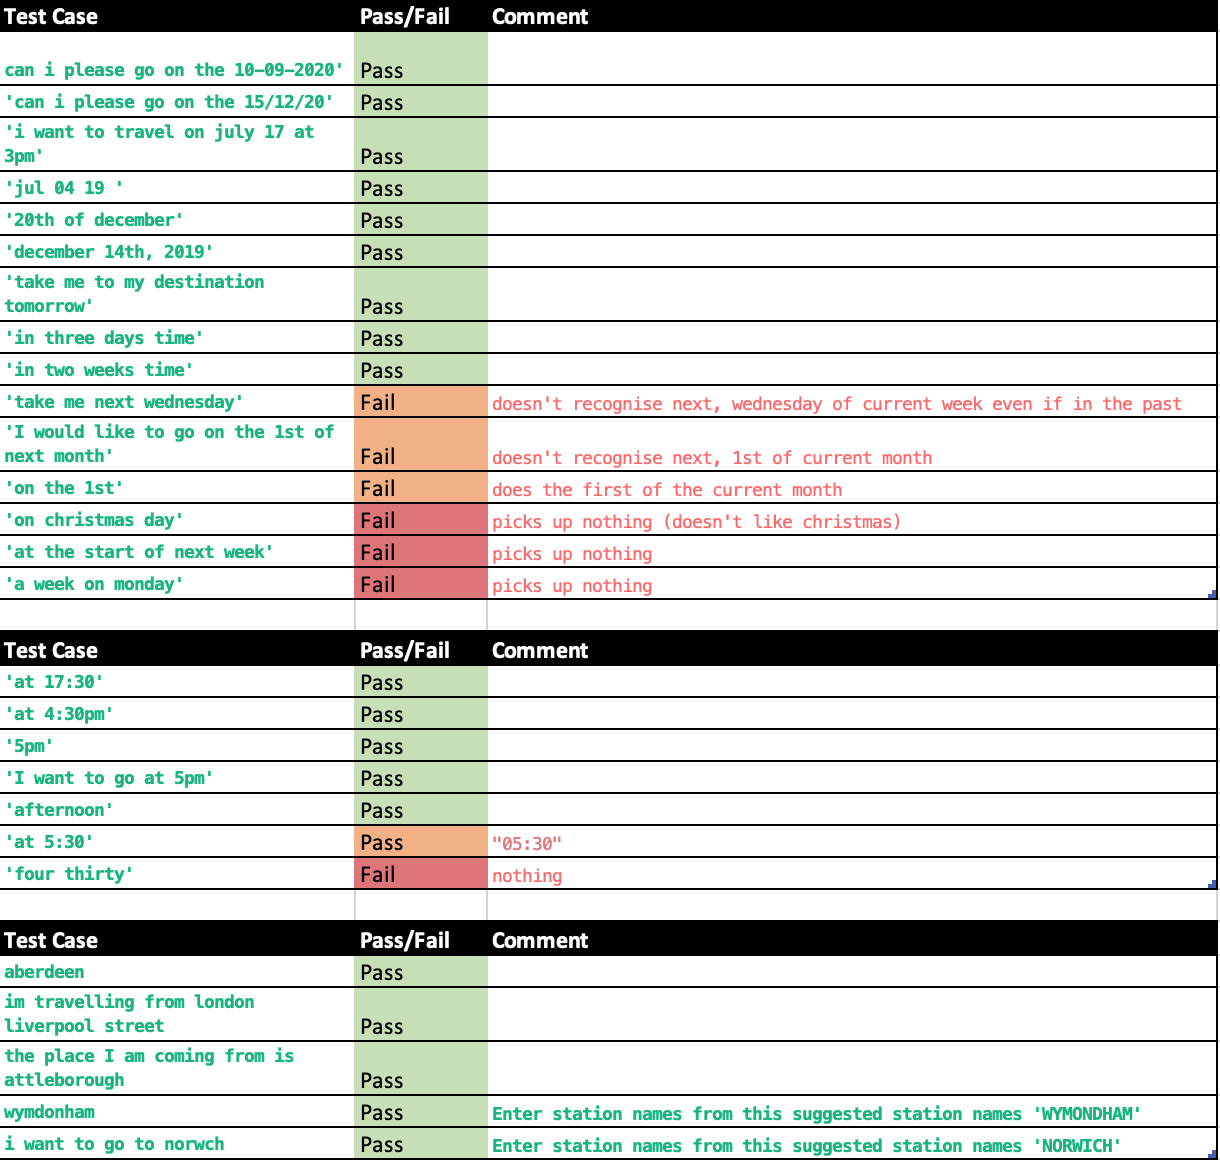 Test Case Pass/Fail Comment
can i please go on the 10-09-2020' Pass
'can i please go on the 15/12/20' Pass
'i want to travel on july 17 at
3pm' Pass
'jul 04 19 ' Pass
'20th of december' Pass
'december 14th, 2019' Pass
'take me to my destination
tomorrow' Pass
'in three days time' Pass
'in two weeks time' Pass
'take me next wednesday' Fail doesn't recognise next, wednesday of current week even if in the past
'I would like to go on the 1st of
next month' Fail doesn't recognise next, 1st of current month
'on the 1st' Fail does the first of the current month
'on christmas day' Fail picks up nothing (doesn't like christmas)
'at the start of next week' Fail picks up nothing
'a week on monday' Fail picks up nothing
Test Case Pass/Fail Comment
'at 17:30' Pass
'at 4:30pm' Pass
'5pm' Pass
'I want to go at 5pm' Pass
'afternoon' Pass
'at 5:30' Pass "05:30"
'four thirty' Fail nothing
Test Case Pass/Fail Comment
aberdeen Pass
im travelling from london
liverpool street Pass
the place I am coming from is
attleborough Pass
wymdonham Pass Enter station names from this suggested station names 'WYMONDHAM'
i want to go to norwch Pass Enter station names from this suggested station names 'NORWICH'